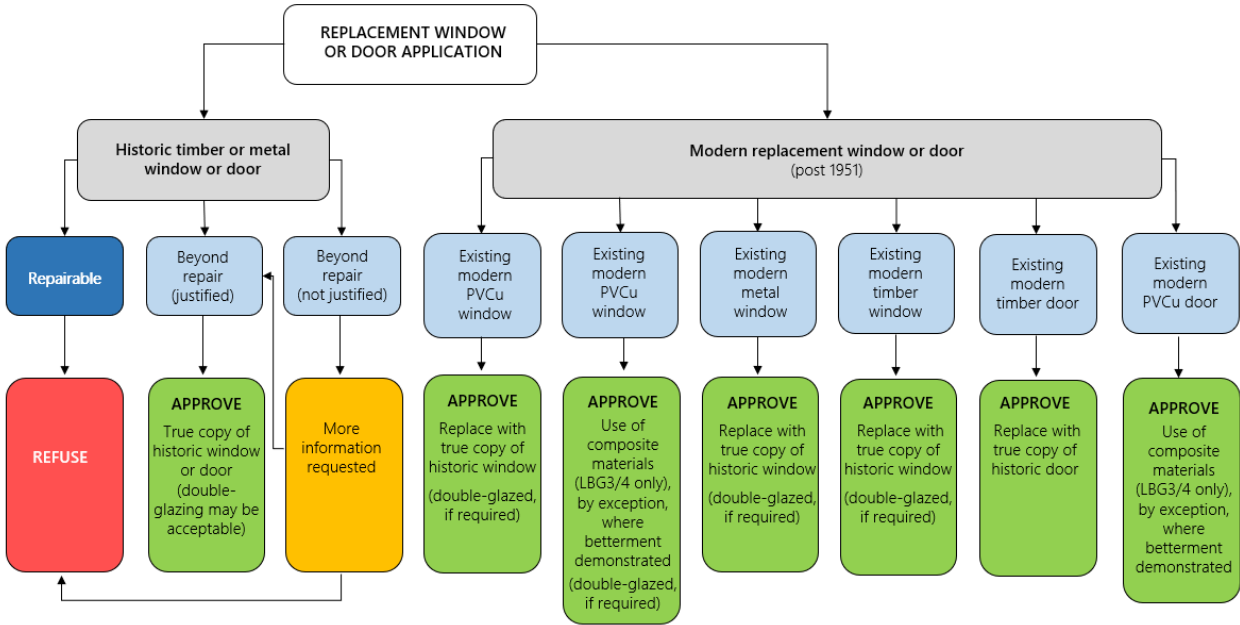 REPLACEMENT WINDOW
OR DOOR APPLICATION
Historic timber or metal
window or door
Modern replacement window or door
(post 1951)
Repairable
Beyond
repair
(justified)
Beyond
repair
(not justified)
Existing
modern
PVCu
window
Existing
modern
PVCu
window
Existing
modern
metal
window
Existing
modern
timber
window
Existing
modern
timber door
Existing
modern
PVCu door
REFUSE
APPROVE
True copy of
historic window
or door
(double-
glazing may be
acceptable)
More
information
requested
APPROVE
Replace with
true copy of
historic window
(double-glazed,
if required)
APPROVE
Use of
composite
materials
(LBG3/4 only),
by exception,
where
betterment
demonstrated
(double-glazed,
if required)
APPROVE
Replace with
true copy of
historic window
(double-glazed,
if required)
APPROVE
Replace with
true copy of
historic window
(double-glazed,
if required)
APPROVE
Replace with
true copy of
historic door
APPROVE
Use of
composite
materials
(LBG3/4 only),
by exception,
where
betterment
demonstrated